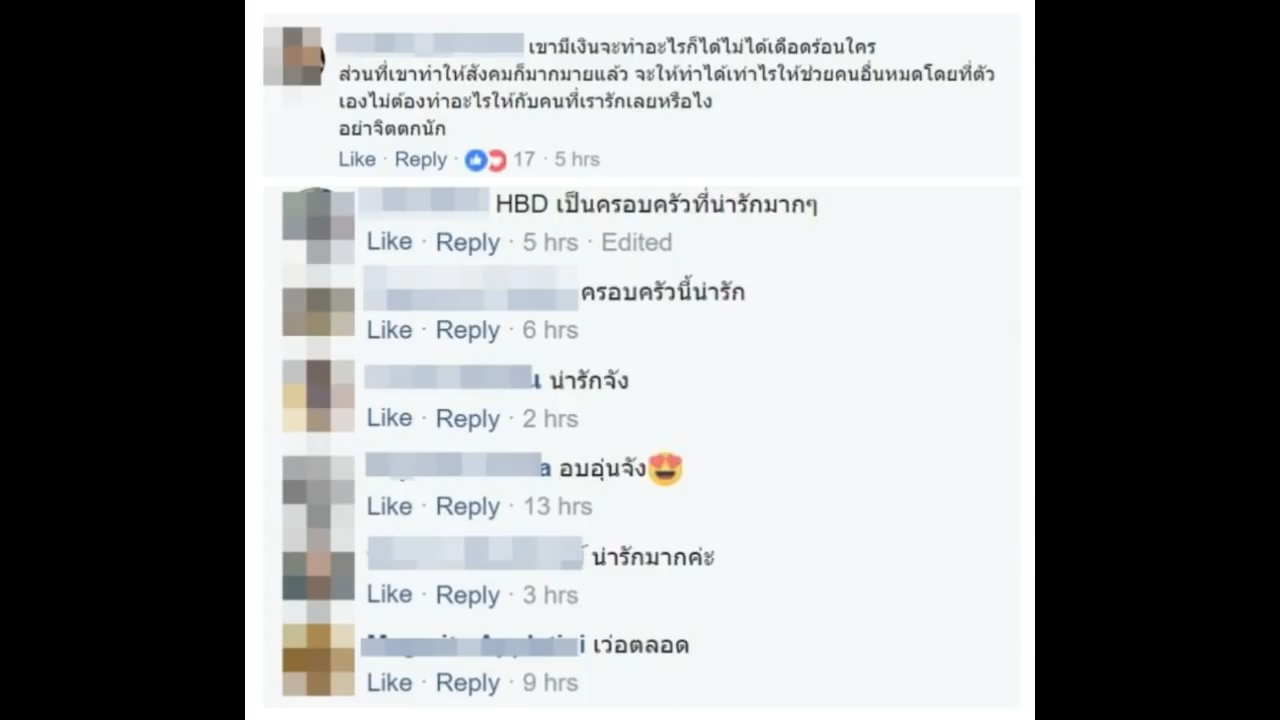 เขามีเงินจะทำอะไรก็ได้ไม่ได้เดือดร้อนใคร
ส่วนที่เขาทำให้สังคมก็มากมายแล้ว จะให้ทำได้เท่าไรให้ช่วยคนอื่นหมดโดยที่ตัว
เองไม่ต้องทำอะไรให้กับคนที่เรารักเลยหรือไง
อย่าจิตตกนัก
Like · Reply · 17 · 5 hrs
HBD เป็นครอบครัวที่น่ารักมากๆ
Like · Reply · 5 hrs · Edited
ครอบครัวนี้น่ารัก
Like · Reply · 6 hrs
น่ารักจัง
Like · Reply · 2 hrs
a อบอุ่นจัง😍
Like · Reply · 13 hrs
น่ารักมากค่ะ
Like · Reply · 3 hrs
i เว่อตลอด
Like · Reply · 9 hrs